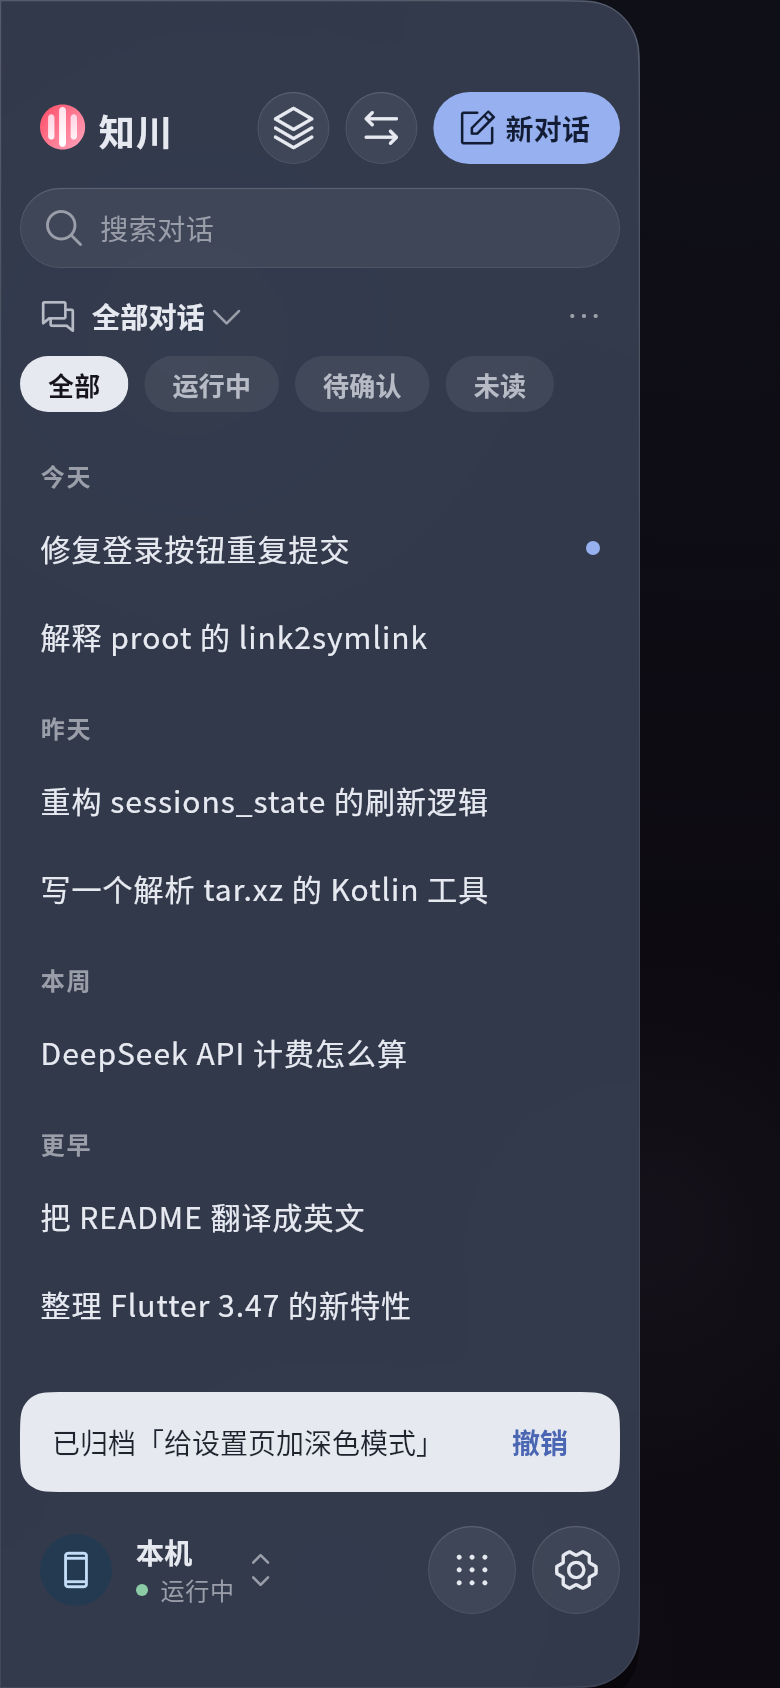 知川
新对话
搜索对话
全部对话
全部 运行中 待确认 未读
今天
修复登录按钮重复提交
解释 proot 的 link2symlink
昨天
重构 sessions_state 的刷新逻辑
写一个解析 tar.xz 的 Kotlin 工具
本周
DeepSeek API 计费怎么算
更早
把 README 翻译成英文
整理 Flutter 3.47 的新特性
已归档「给设置页加深色模式」 撤销
本机
运行中